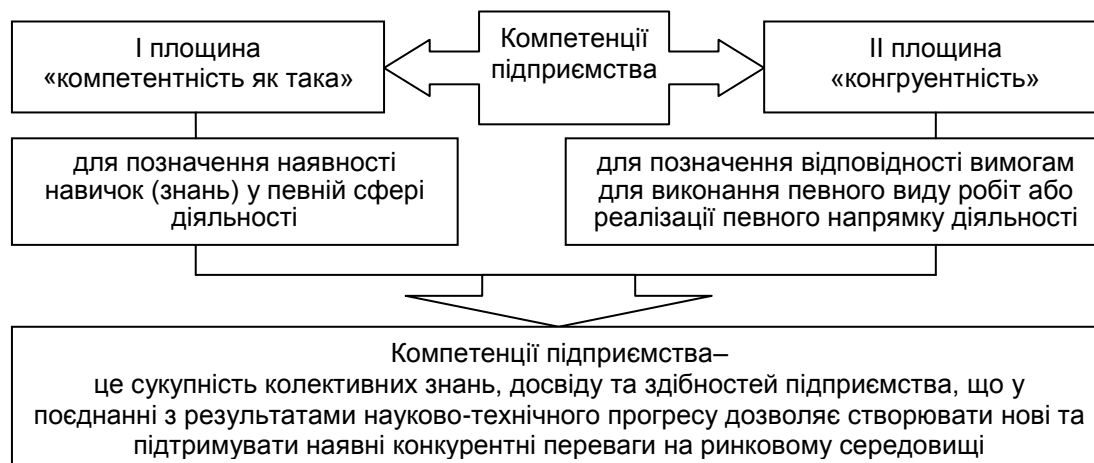 І площина
«компетентність як така»
Компетенції
підприємства
ІІ площина
«конгруентність»
для позначення наявності
навичок (знань) у певній сфері
діяльності
для позначення відповідності вимогам
для виконання певного виду робіт або
реалізації певного напрямку діяльності
Компетенції підприємства–
це сукупність колективних знань, досвіду та здібностей підприємства, що у
поєднанні з результатами науково-технічного прогресу дозволяє створювати нові та
підтримувати наявні конкурентні переваги на ринковому середовищі